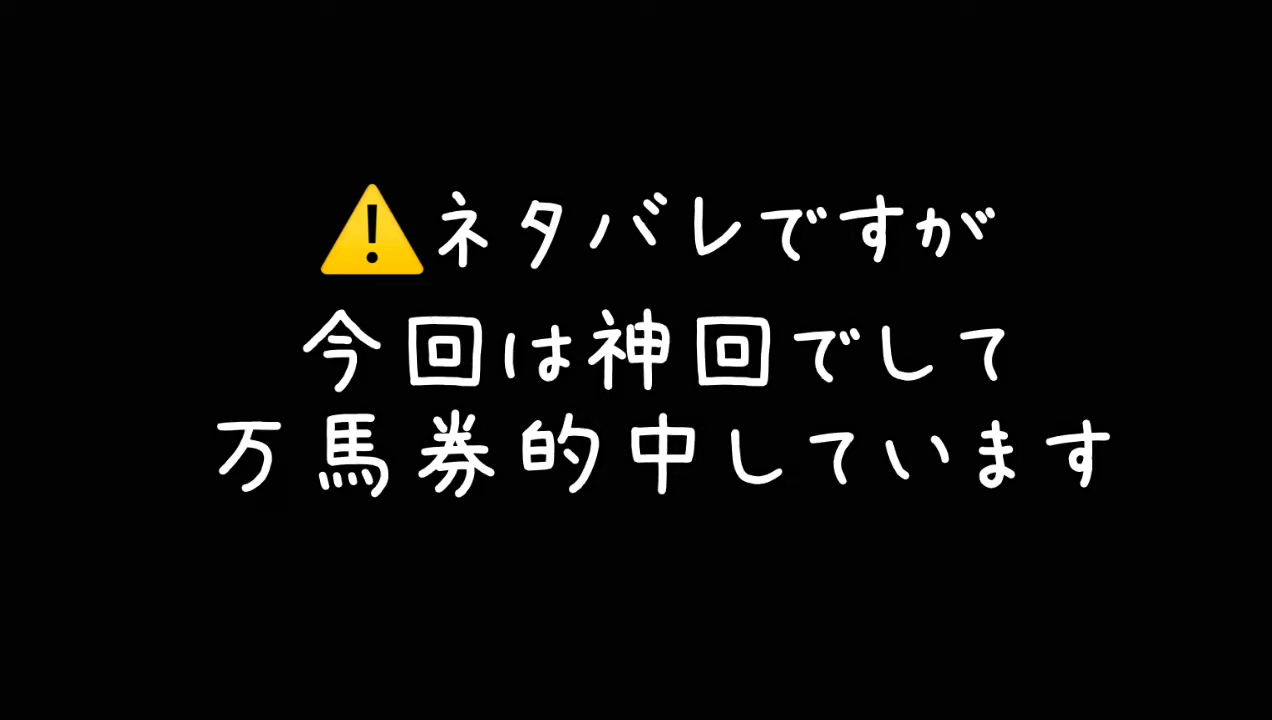 ⚠️ネタバレですが
今回は神回でして
万馬券的中しています